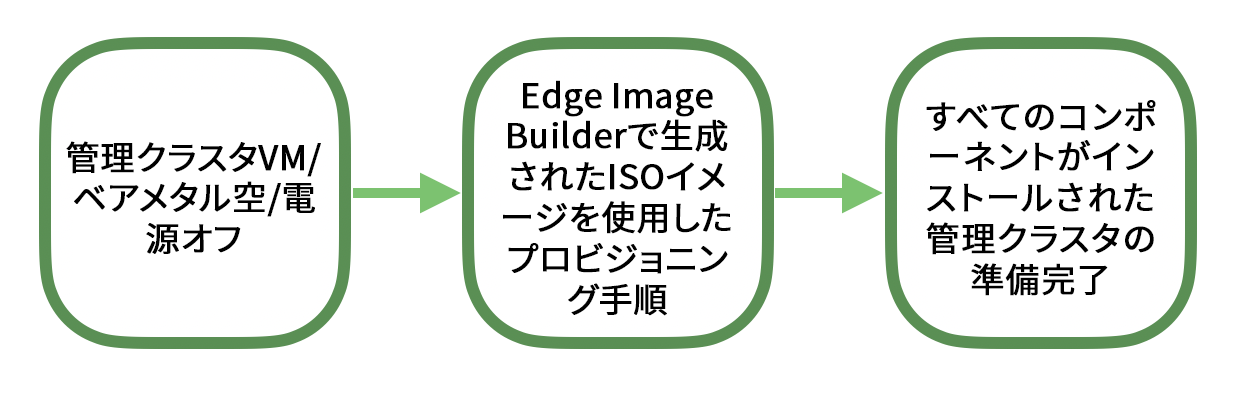 管理クラスタVM/
ベアメタル空/電
源オフ
Edge Image
Builderで生成
されたISOイメ
ージを使用した
プロビジョニン
グ手順
すべてのコンポ
ーネントがイン
ストールされた
管理クラスタの
準備完了